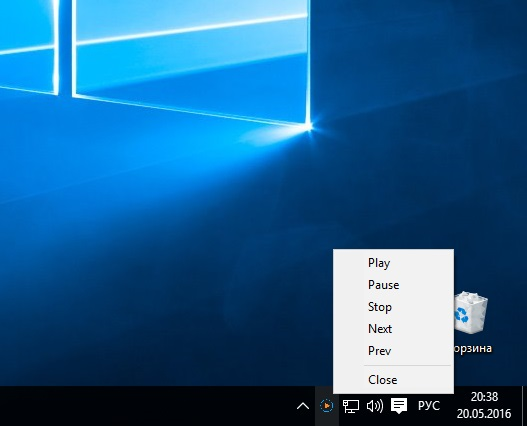 Play
Pause
Stop
Next
Prev
Close
орзина
РУС
20:38
20.05.2016